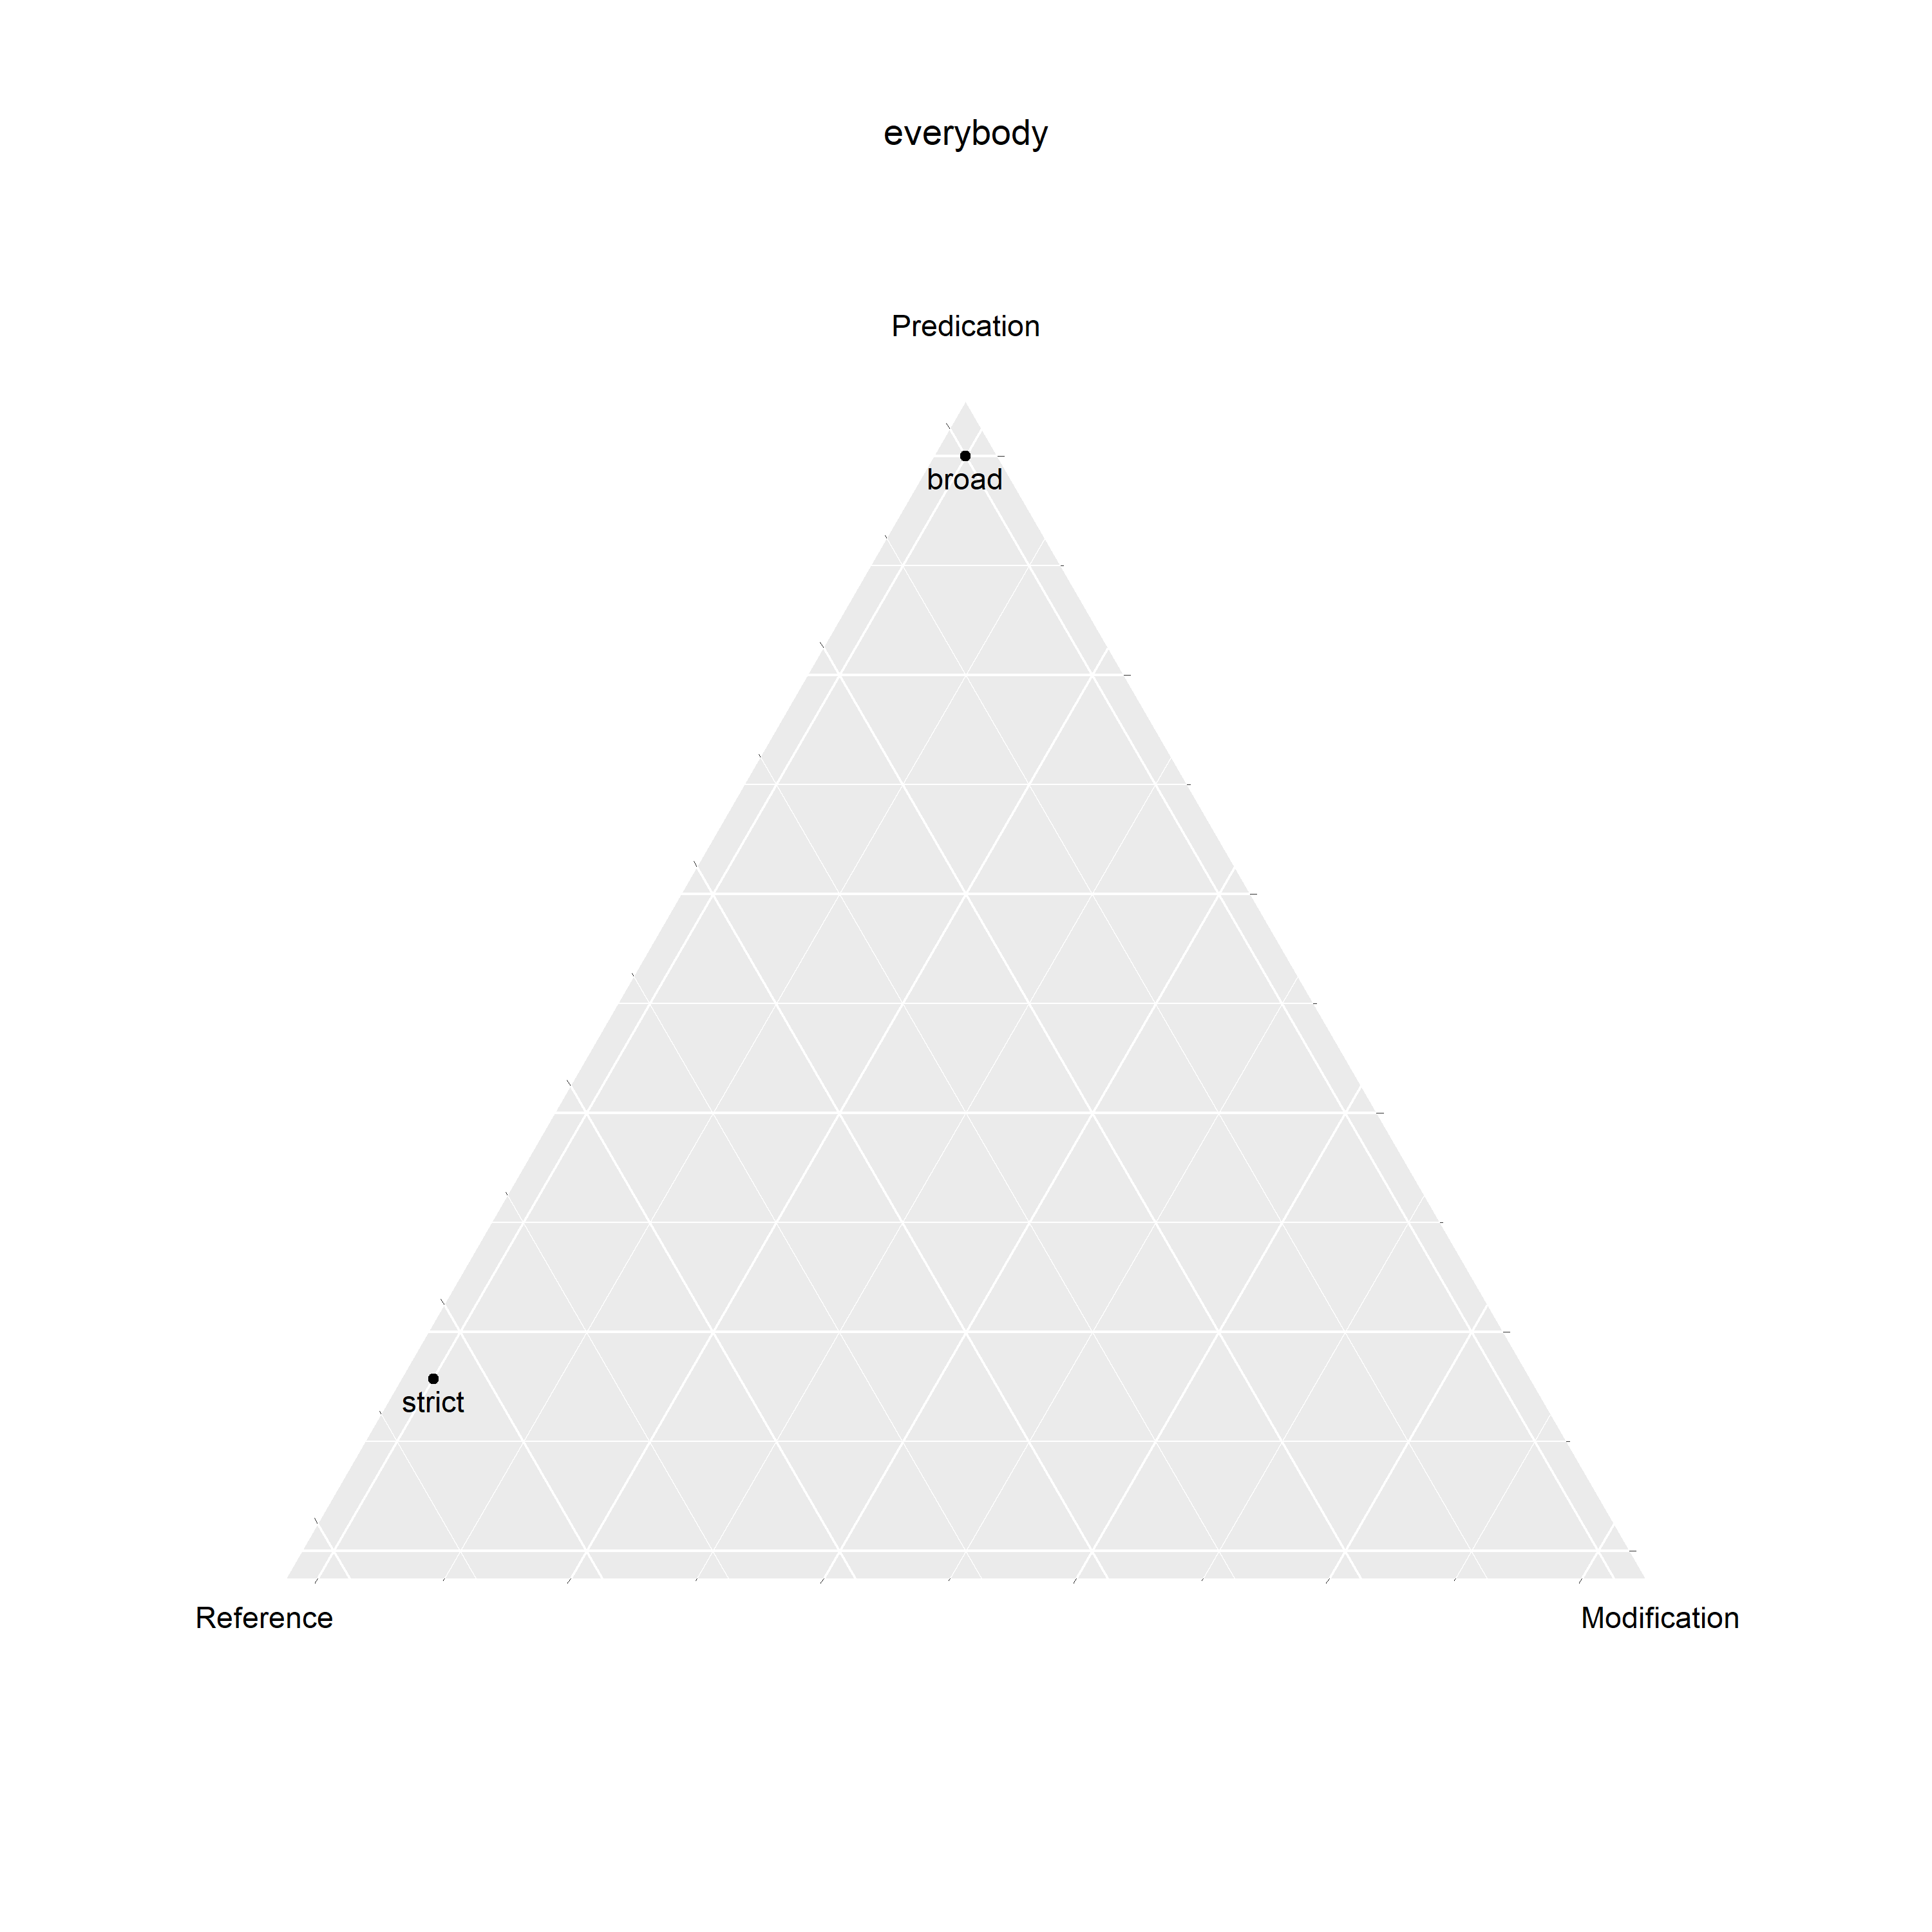 everybody
Predication
broad
strict
Reference
Modification